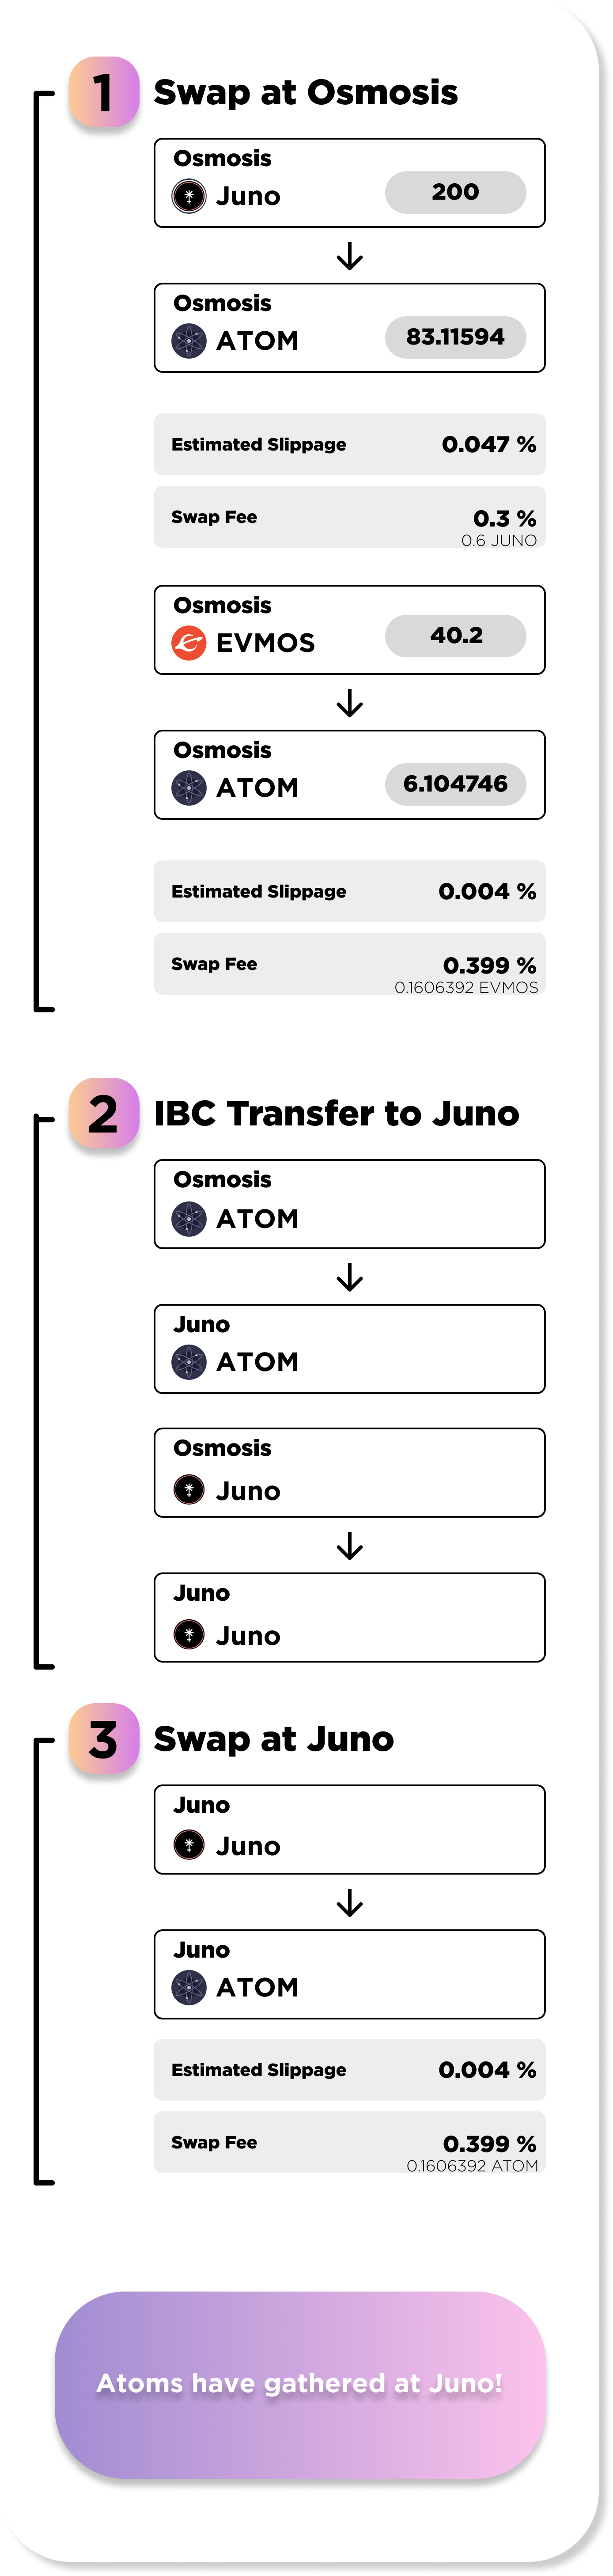 1 Swap at Osmosis
Osmosis
Juno 200
Osmosis
ATOM 83.11594
Estimated Slippage 0.047 %
Swap Fee 0.3 %
0.6 JUNO
Osmosis
EVMOS 40.2
Osmosis
ATOM 6.104746
Estimated Slippage 0.004 %
Swap Fee 0.399 %
0.1606392 EVMOS
2 IBC Transfer to Juno
Osmosis
ATOM
Juno
ATOM
Osmosis
Juno
Juno
Juno
3 Swap at Juno
Juno
Juno
Juno
ATOM
Estimated Slippage 0.004 %
Swap Fee 0.399 %
0.1606392 ATOM
Atoms have gathered at Juno!